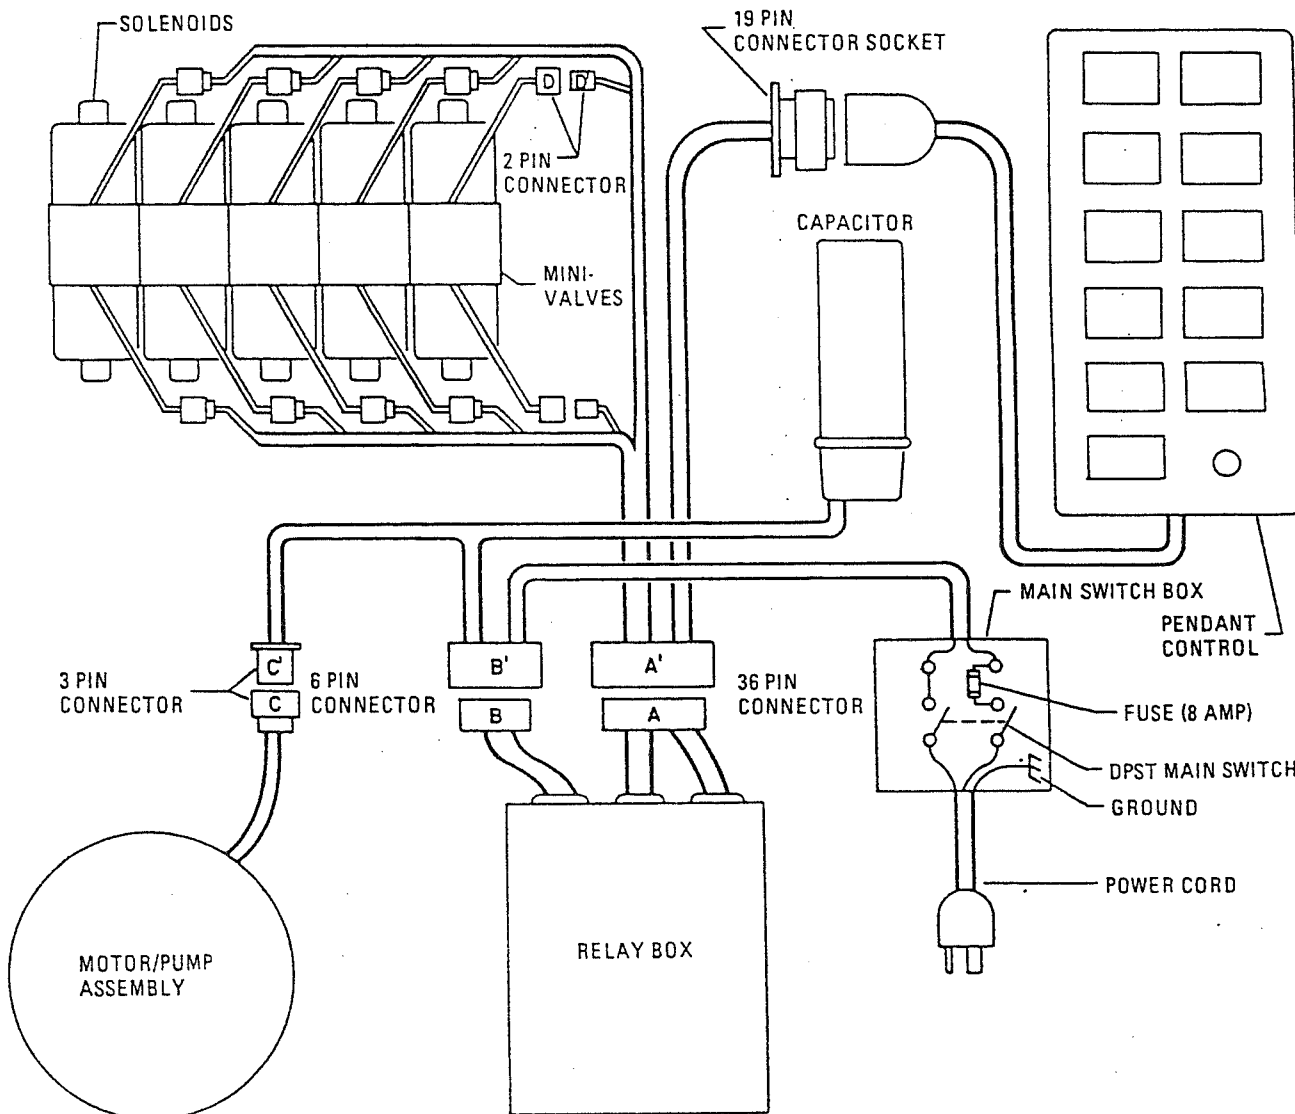 SOLENOIDS
19 PIN
CONNECTOR SOCKET
D
D'
2 PIN
CONNECTOR
CAPACITOR
MINI-
VALVES
MAIN SWITCH BOX
PENDANT
CONTROL
C'
C
3 PIN
CONNECTOR
6 PIN
CONNECTOR
B'
B
A'
A
36 PIN
CONNECTOR
FUSE (8 AMP)
DPST MAIN SWITCH
GROUND
POWER CORD
MOTOR/PUMP
ASSEMBLY
RELAY BOX